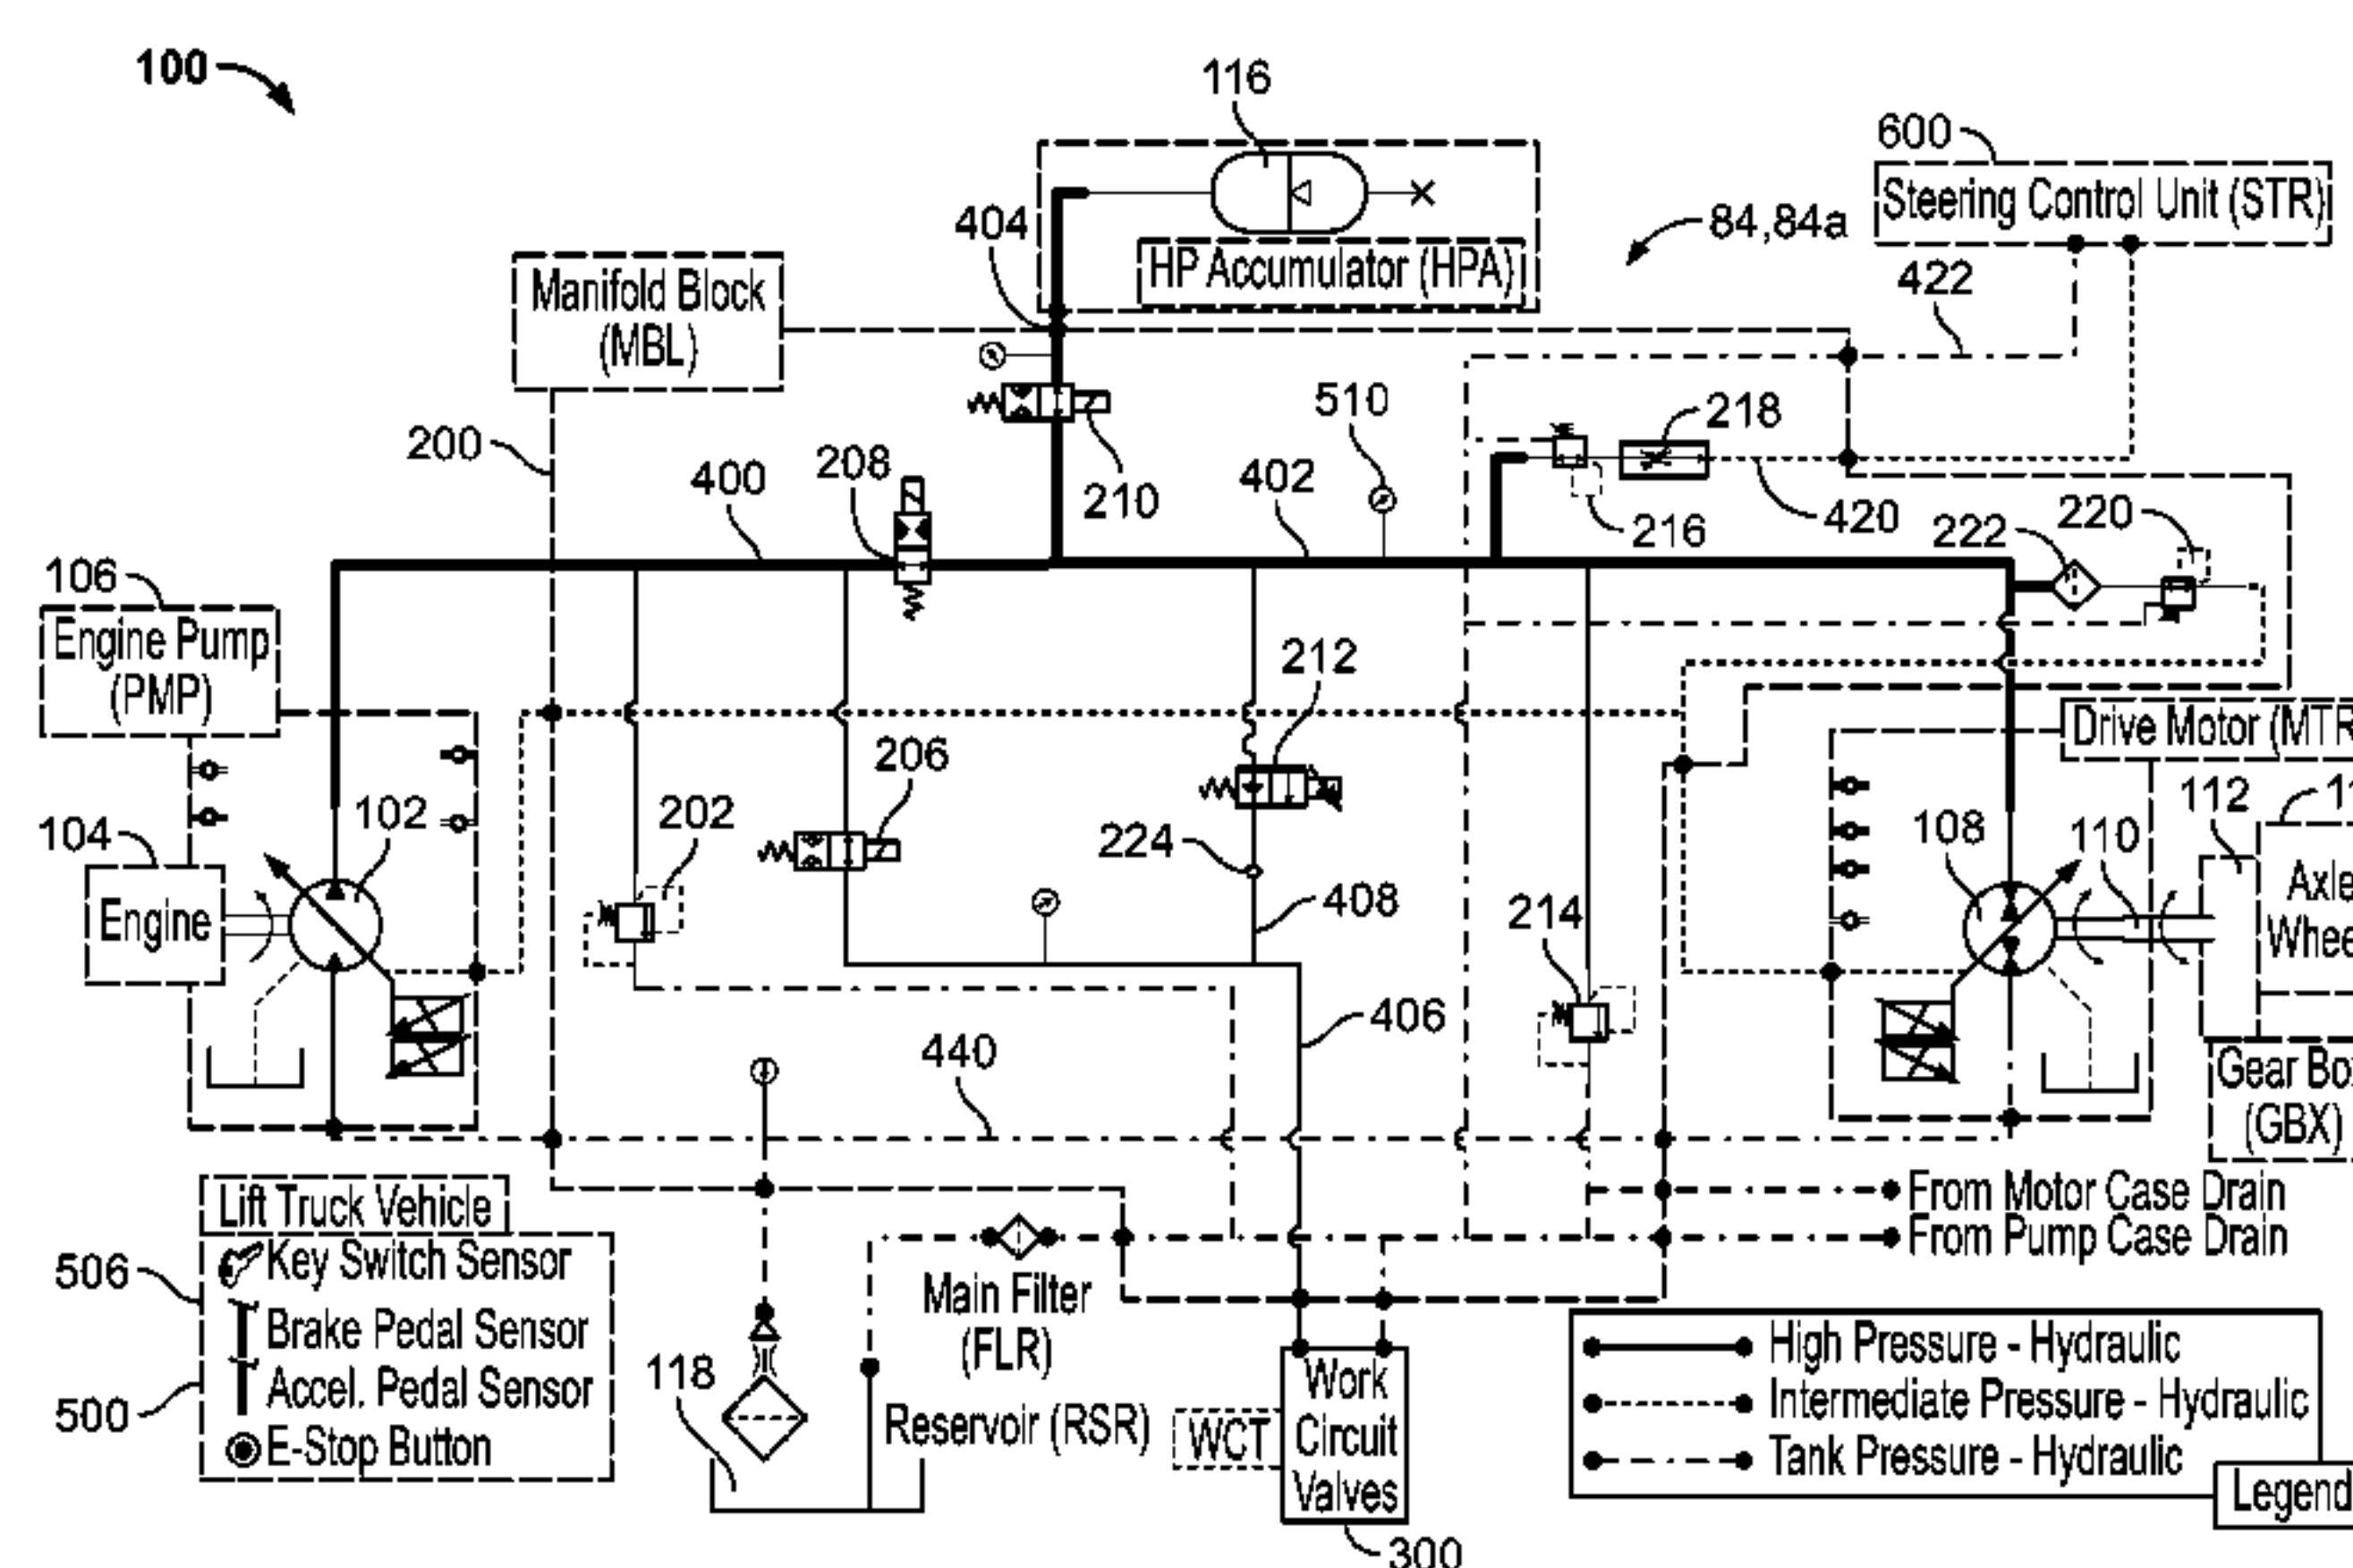 100
116
600
Steering Control Unit (STR)
404
84,84a
HP Accumulator (HPA)
422
Manifold Block
(MBL)
510
218
200
208
400
210
402
216
420
222
220
106
Engine Pump
(PMP)
212
Drive Motor (MTR
206
104
102
202
112
108
110
224
Engine
Axle
408
214
Whee
406
440
Gear Box
(GBX)
Lift Truck Vehicle
From Motor Case Drain
From Pump Case Drain
506
Key Switch Sensor
Main Filter
(FLR)
Brake Pedal Sensor
High Pressure - Hydraulic
118
Work
500
Accel. Pedal Sensor
Intermediate Pressure - Hydraulic
Reservoir (RSR)
WCT
Circuit
E-Stop Button
Tank Pressure - Hydraulic
Valves
Legend
300